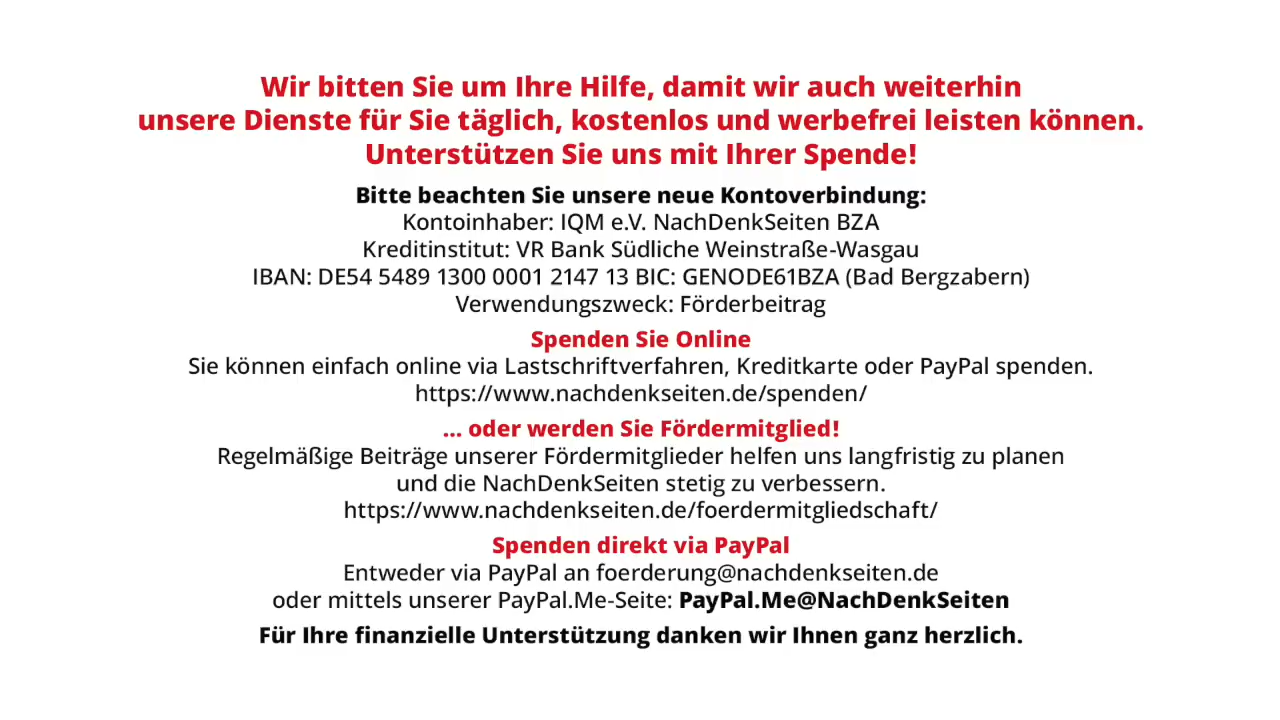 Wir bitten Sie um Ihre Hilfe, damit wir auch weiterhin
unsere Dienste für Sie täglich, kostenlos und werbefrei leisten können.
Unterstützen Sie uns mit Ihrer Spende!
Bitte beachten Sie unsere neue Kontoverbindung:
Kontoinhaber: IQM e.V. NachDenkSeiten BZA
Kreditinstitut: VR Bank Südliche Weinstraße-Wasgau
IBAN: DE54 5489 1300 0001 2147 13 BIC: GENODE61BZA (Bad Bergzabern)
Verwendungszweck: Förderbeitrag
Spenden Sie Online
Sie können einfach online via Lastschriftverfahren, Kreditkarte oder PayPal spenden.
https://www.nachdenkseiten.de/spenden/
... oder werden Sie Fördermitglied!
Regelmäßige Beiträge unserer Fördermitglieder helfen uns langfristig zu planen
und die NachDenkSeiten stetig zu verbessern.
https://www.nachdenkseiten.de/foerdermitgliedschaft/
Spenden direkt via PayPal
Entweder via PayPal an foerderung@nachdenkseiten.de
oder mittels unserer PayPal.Me-Seite: PayPal.Me@NachDenkSeiten
Für Ihre finanzielle Unterstützung danken wir Ihnen ganz herzlich.